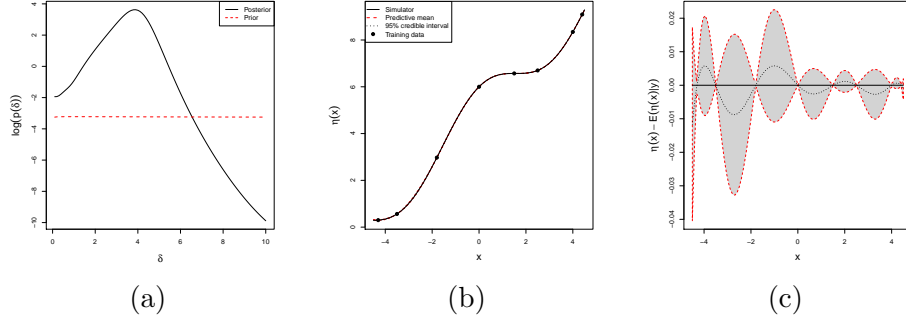 Posterior
Prior
log(p(δ))
4
2
0
−2
−4
−6
−8
−10
0 2 4 6 8 10
δ
(a)
Simulator
Predictive mean
95% credible interval
Training data
η(x)
8
6
4
2
0
−4 −2 0 2 4
x
(b)
η(x) − E(η(x)|y)
0.02
0.01
0.00
−0.01
−0.02
−0.03
−0.04
−4 −2 0 2 4
x
(c)